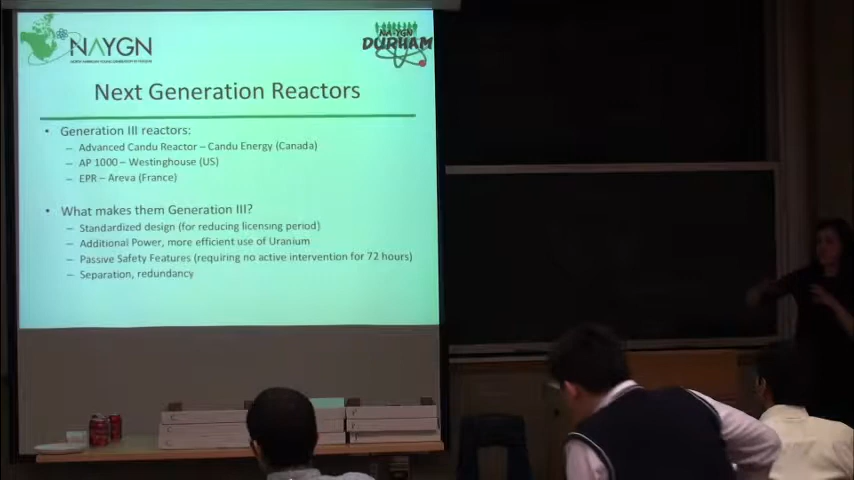 NAYGN
NA-YGN
DURHAM
Next Generation Reactors
• Generation III reactors:
– Advanced Candu Reactor – Candu Energy (Canada)
– AP 1000 – Westinghouse (US)
– EPR – Areva (France)
• What makes them Generation III?
– Standardized design (for reducing licensing period)
– Additional Power, more efficient use of Uranium
– Passive Safety Features (requiring no active intervention for 72 hours)
– Separation, redundancy